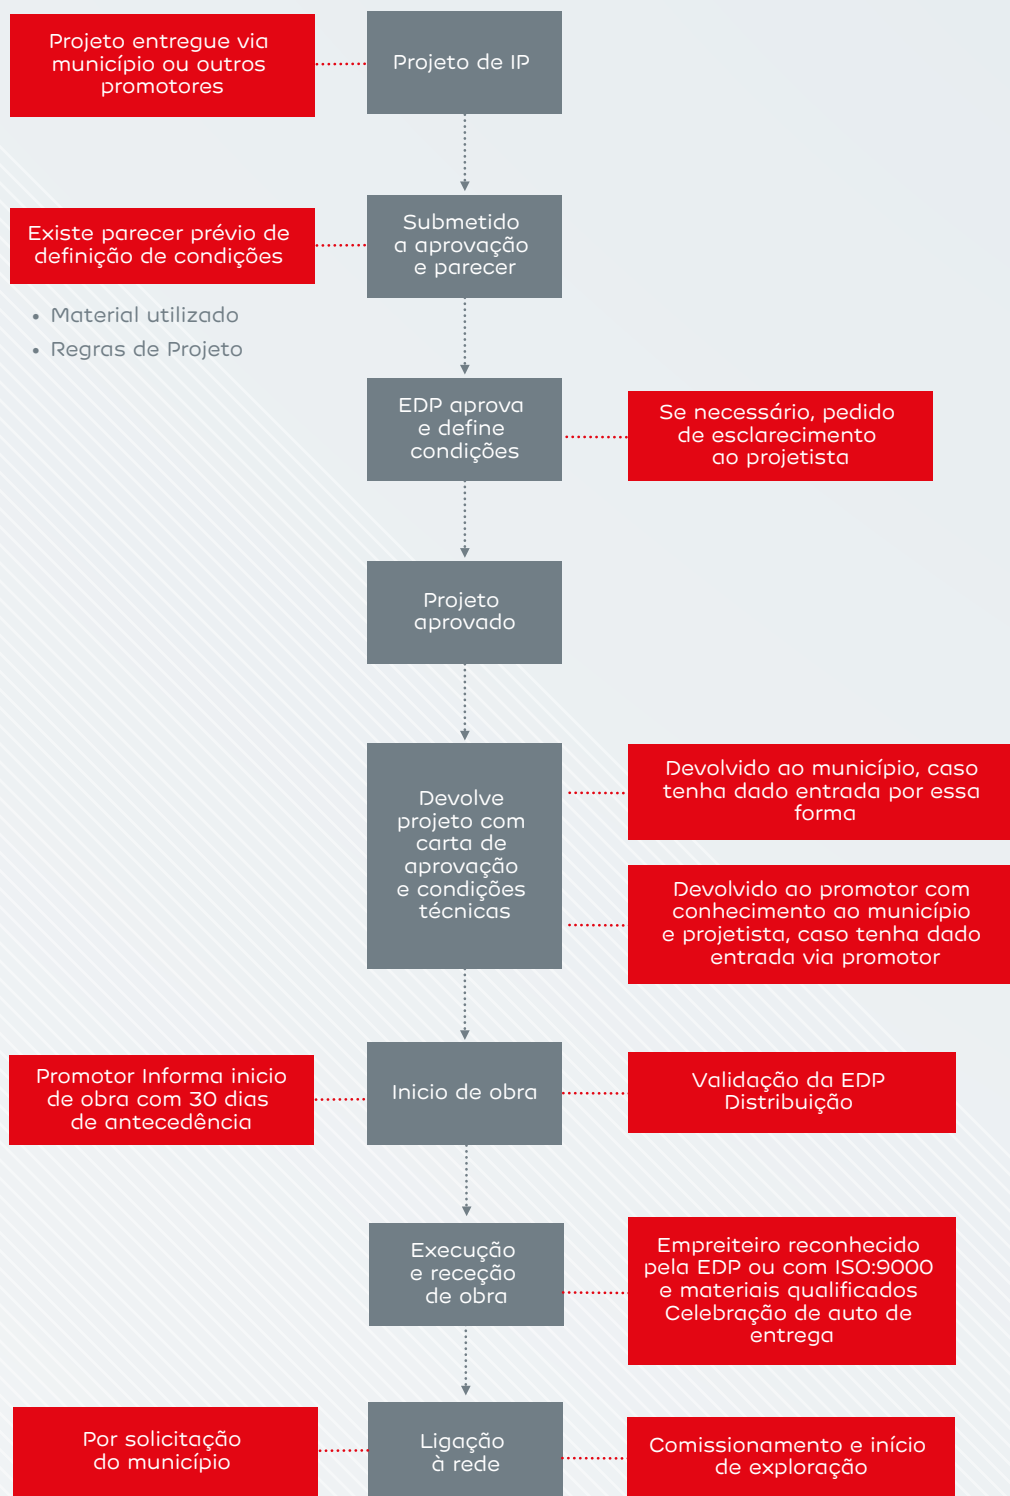 Projeto entregue via
município ou outros
promotores
Projeto de IP
Existe parecer prévio de
definição de condições
• Material utilizado
• Regras de Projeto
Submetido
a aprovação
e parecer
EDP aprova
e define
condições
Se necessário, pedido
de esclarecimento
ao projetista
Projeto
aprovado
Devolve
projeto com
carta de
aprovação
e condições
técnicas
Devolvido ao município, caso
tenha dado entrada por essa
forma
Devolvido ao promotor com
conhecimento ao município
e projetista, caso tenha dado
entrada via promotor
Promotor Informa inicio
de obra com 30 dias
de antecedência
Inicio de obra
Validação da EDP
Distribuição
Execução
e receção
de obra
Empreiteiro reconhecido
pela EDP ou com ISO:9000
e materiais qualificados
Celebração de auto de
entrega
Por solicitação
do município
Ligação
à rede
Comissionamento e início
de exploração